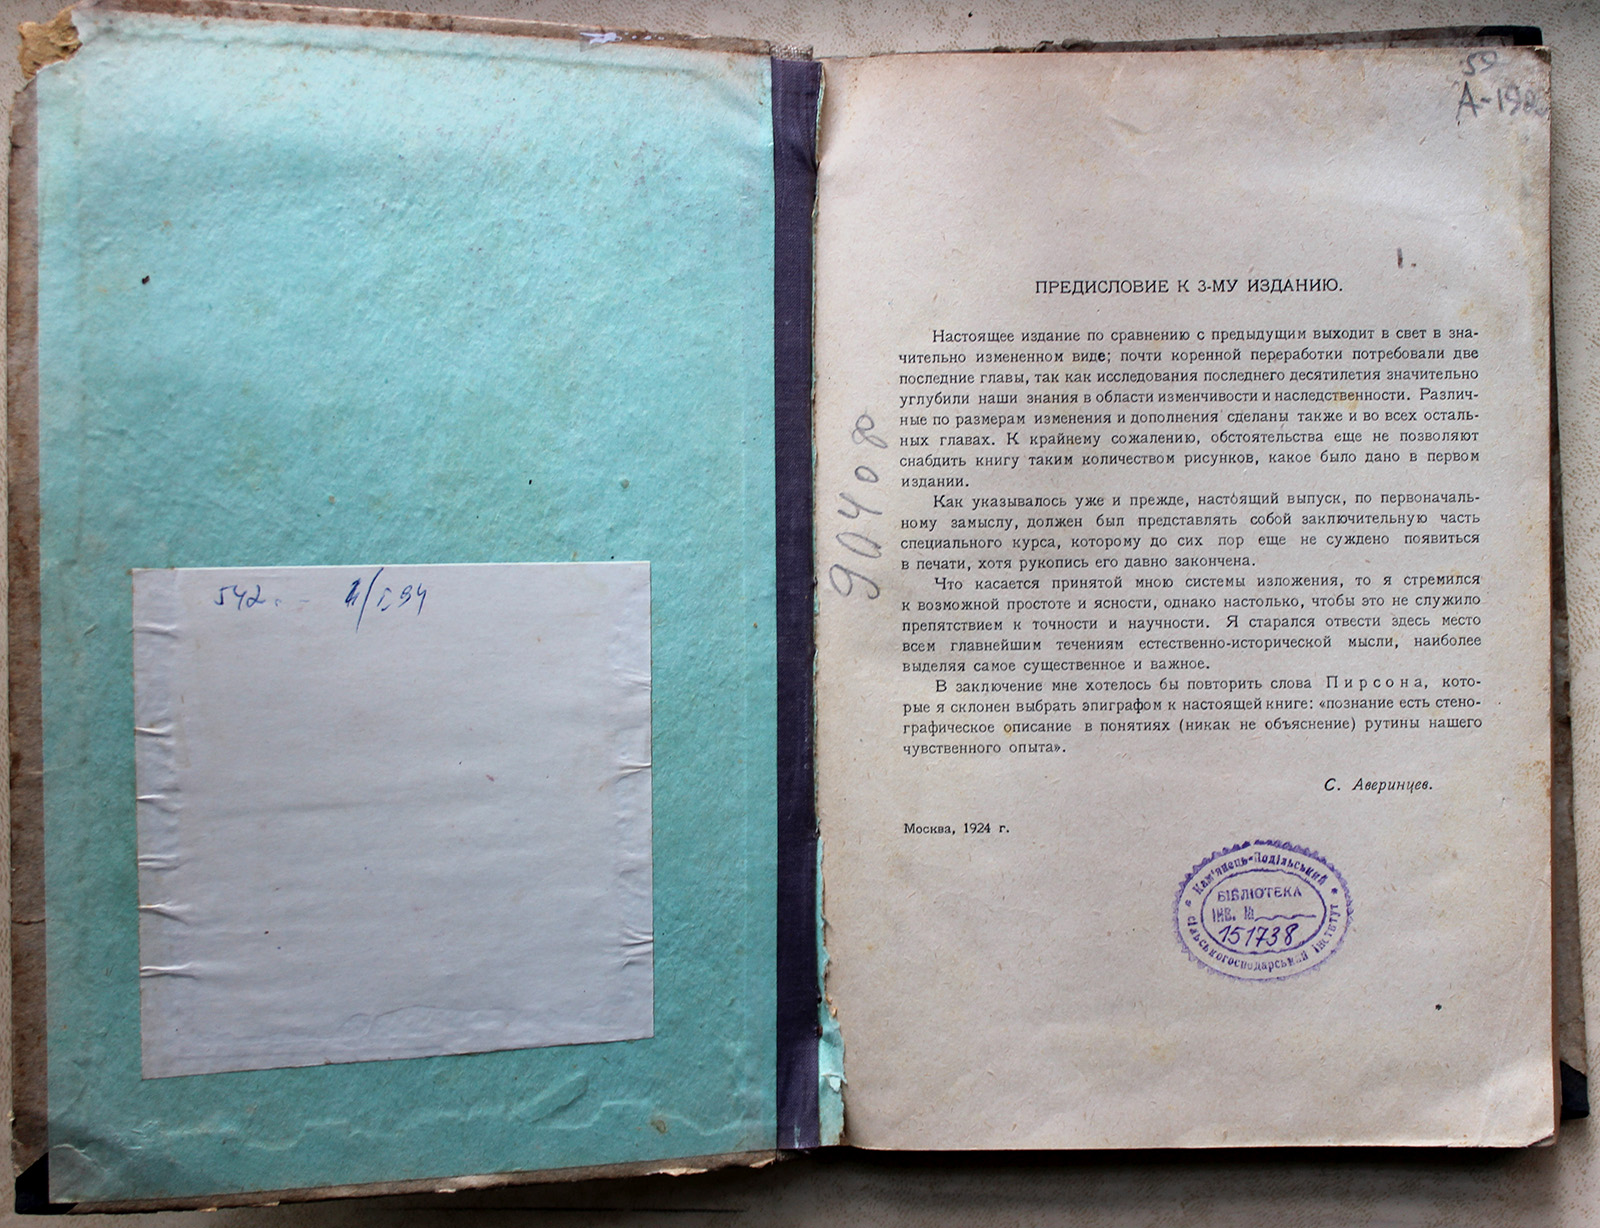 542
59
А-19
90408
1.
ПРЕДИСЛОВИЕ К 3-МУ ИЗДАНИЮ.
Настоящее издание по сравнению с предыдущим выходит в свет в зна-
чительно измененном виде; почти коренной переработки потребовали две
последние главы, так как исследования последнего десятилетия значительно
углубили наши знания в области изменчивости и наследственности. Различ-
ные по размерам изменения и дополнения сделаны также и во всех осталь-
ных главах. К крайнему сожалению, обстоятельства еще не позволяют
снабдить книгу таким количеством рисунков, какое было дано в первом
издании.
Как указывалось уже и прежде, настоящий выпуск, по первоначаль-
ному замыслу, должен был представлять собой заключительную часть
специального курса, которому до сих пор еще не суждено появиться
в печати, хотя рукопись его давно закончена.
Что касается принятой мною системы изложения, то я стремился
к возможной простоте и ясности, однако настолько, чтобы это не служило
препятствием к точности и научности. Я старался отвести здесь место
всем главнейшим течениям естественно-исторической мысли, наиболее
выделяя самое существенное и важное.
В заключение мне хотелось бы повторить слова Пирсона, кото-
рые я склонен выбрать эпиграфом к настоящей книге: «познание есть стено-
графическое описание в понятиях (никак не объяснение) рутины нашего
чувственного опыта».
С. Аверинцев.
Москва, 1924 г.
Кам'янець-Подільський
БІБЛІОТЕКА
ІНВ. №
151738
сільськогосподарський інститут